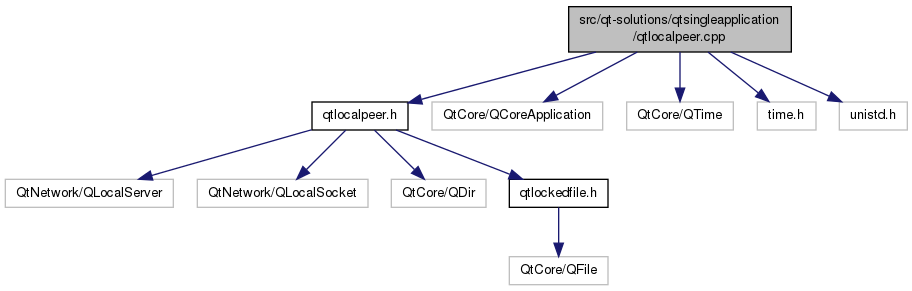 src/qt-solutions/qtsingleapplication
/qtlocalpeer.cpp
qtlocalpeer.h
QtCore/QCoreApplication
QtCore/QTime
time.h
unistd.h
QtNetwork/QLocalServer
QtNetwork/QLocalSocket
QtCore/QDir
qtlockedfile.h
QtCore/QFile